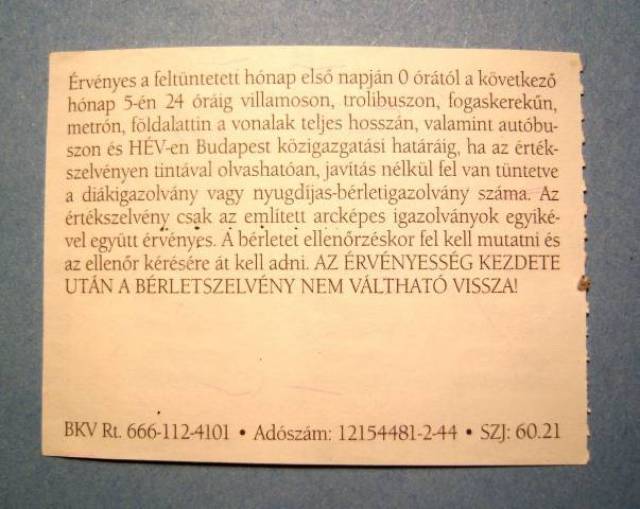 Érvényes a feltüntetett hónap első napján 0 órától a következő
hónap 5-én 24 óráig villamoson, trolibuszon, fogaskerekűn,
metrón, földalattin a vonalak teljes hosszán, valamint autóbu-
szon és HÉV-en Budapest közigazgatási határáig, ha az érték-
szelvényen tintával olvashatóan, javítás nélkül fel van tüntetve
a diákigazolvány vagy nyugdíjas-bérletigazolvány száma. Az
értékszelvény csak az említett arcképes igazolványok egyiké-
vel együtt érvényes. A bérletet ellenőrzéskor fel kell mutatni és
az ellenőr kérésére át kell adni. AZ ÉRVÉNYESSÉG KEZDETE
UTÁN A BÉRLETSZELVÉNY NEM VÁLTHATÓ VISSZA!
BKV Rt. 666-112-4101 • Adószám: 12154481-2-44 • SZJ: 60.21